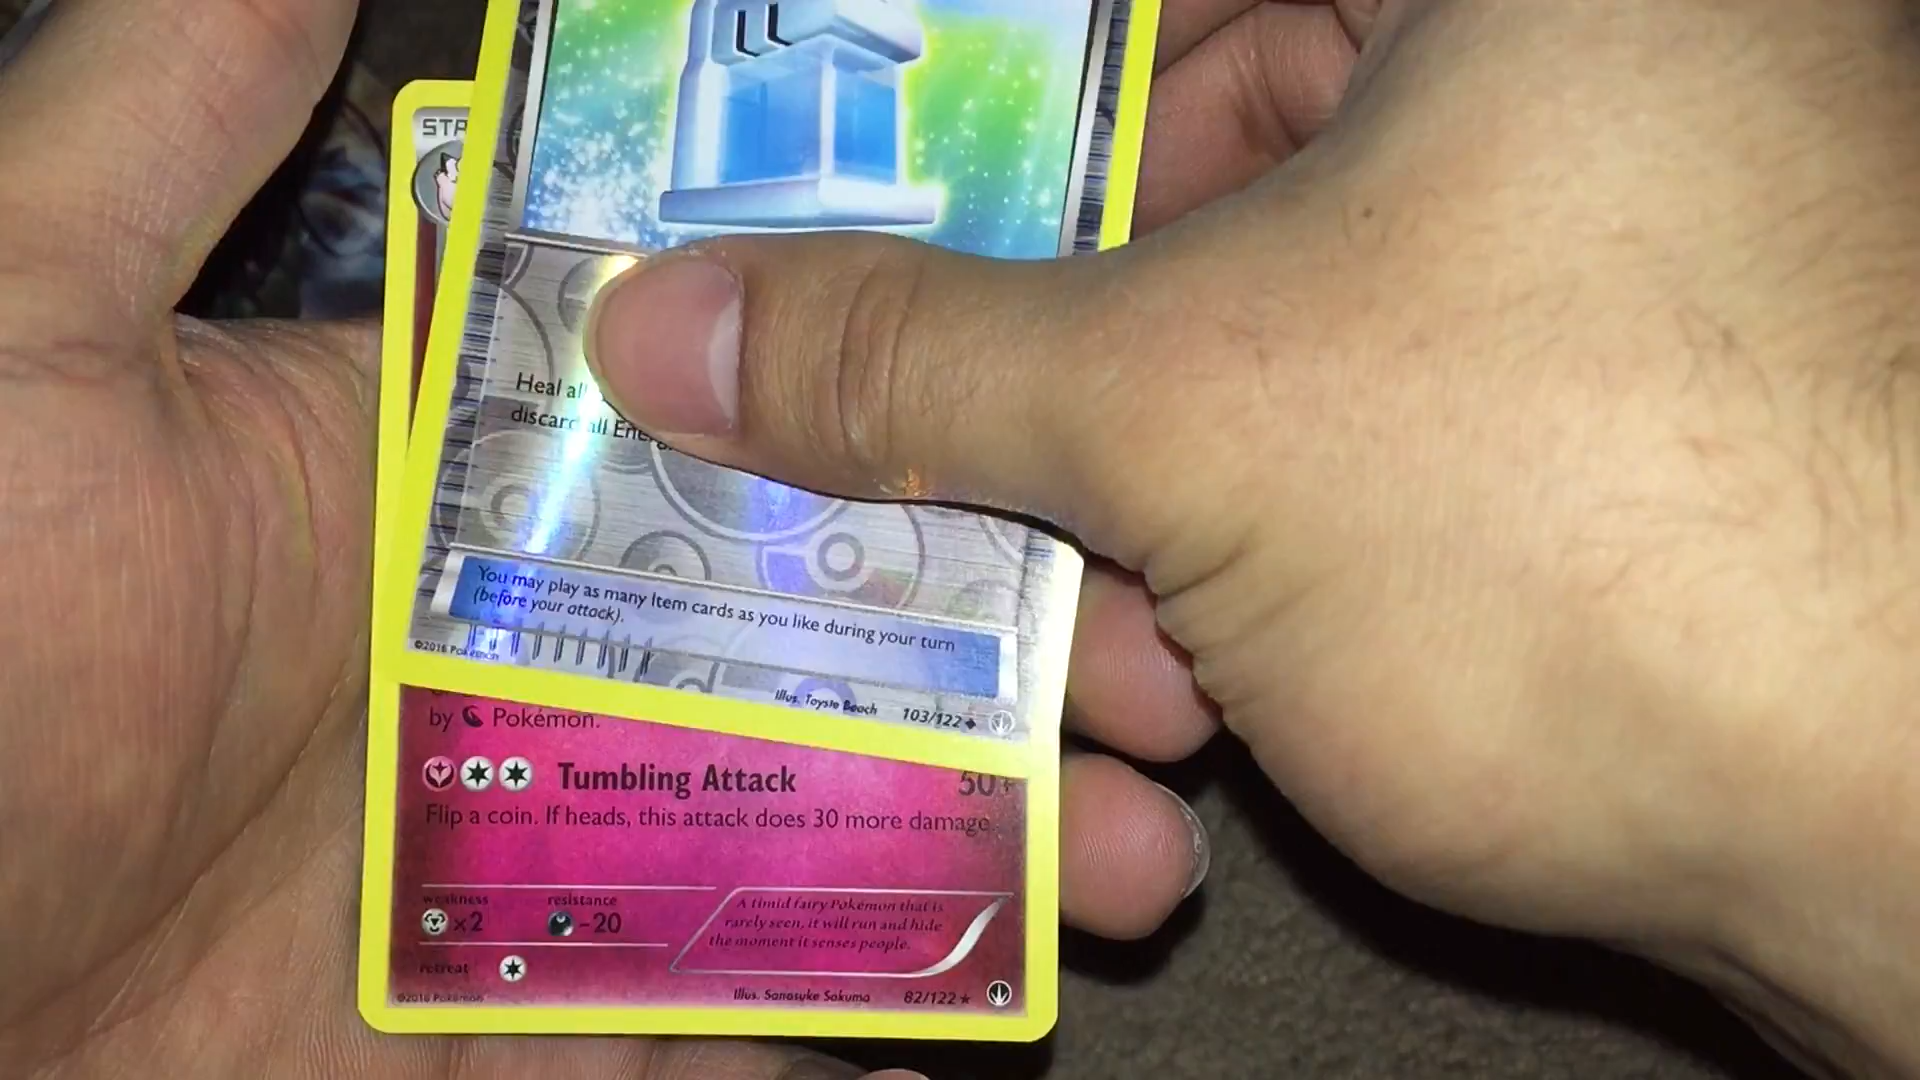 STA
Heal all
discard all Energ
You may play as many Item cards as you like during your turn
(before your attack).
©2016 Pokémon
Illus. Toyste Beach
103/122
by Pokémon.
Tumbling Attack 50+
Flip a coin. If heads, this attack does 30 more damage.
weakness resistance
×2 -20
A timid fairy Pokémon that is
rarely seen, it will run and hide
the moment it senses people.
retreat
©2016 Pokémon
Illus. Sanosuke Sakuma
82/122